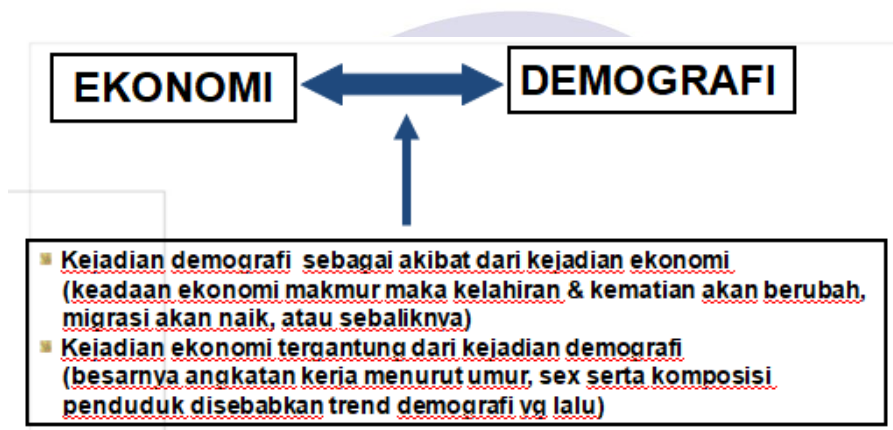 EKONOMI
DEMOGRAFI
Kejadian demografi sebagai akibat dari kejadian ekonomi
(keadaan ekonomi makmur maka kelahiran & kematian akan berubah,
migrasi akan naik, atau sebaliknya)
Kejadian ekonomi tergantung dari kejadian demografi
(besarnya angkatan kerja menurut umur, sex serta komposisi
penduduk disebabkan trend demografi yg lalu)